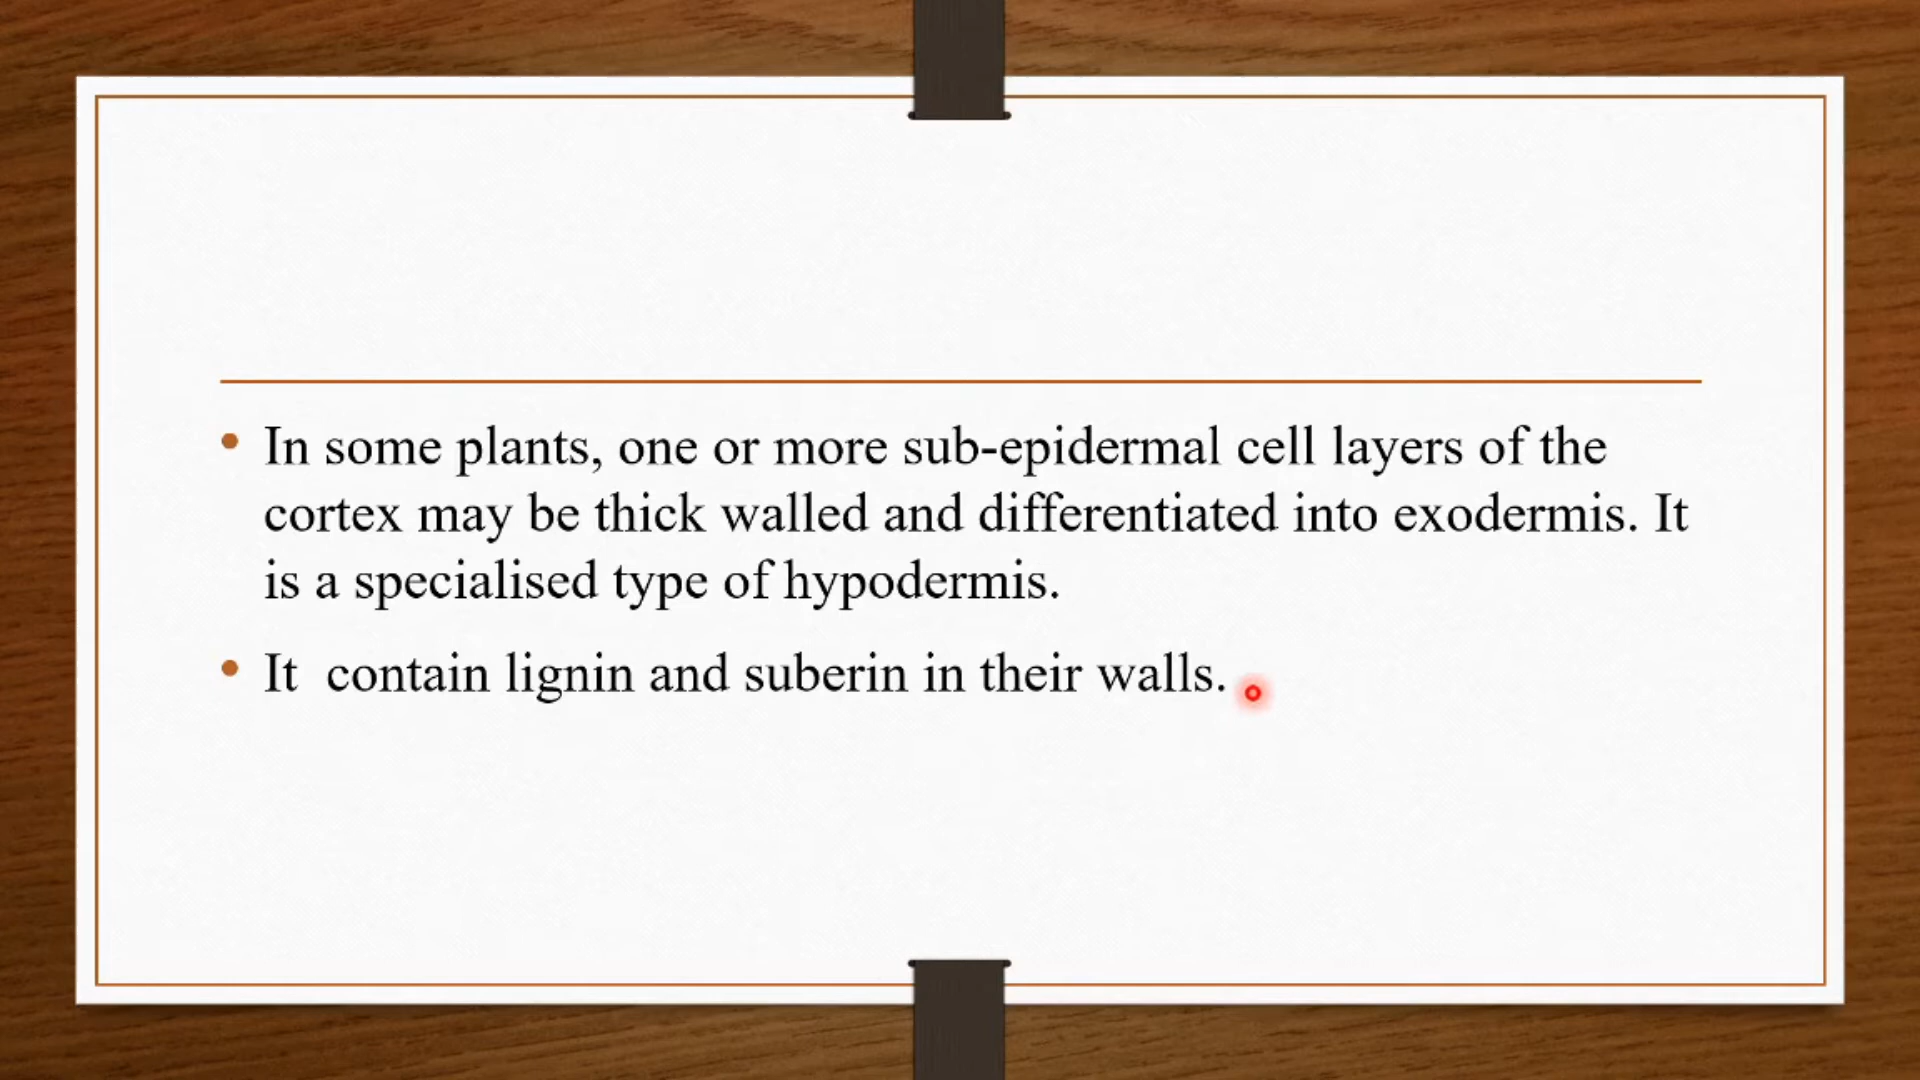 • In some plants, one or more sub-epidermal cell layers of the
cortex may be thick walled and differentiated into exodermis. It
is a specialised type of hypodermis.
• It  contain lignin and suberin in their walls.